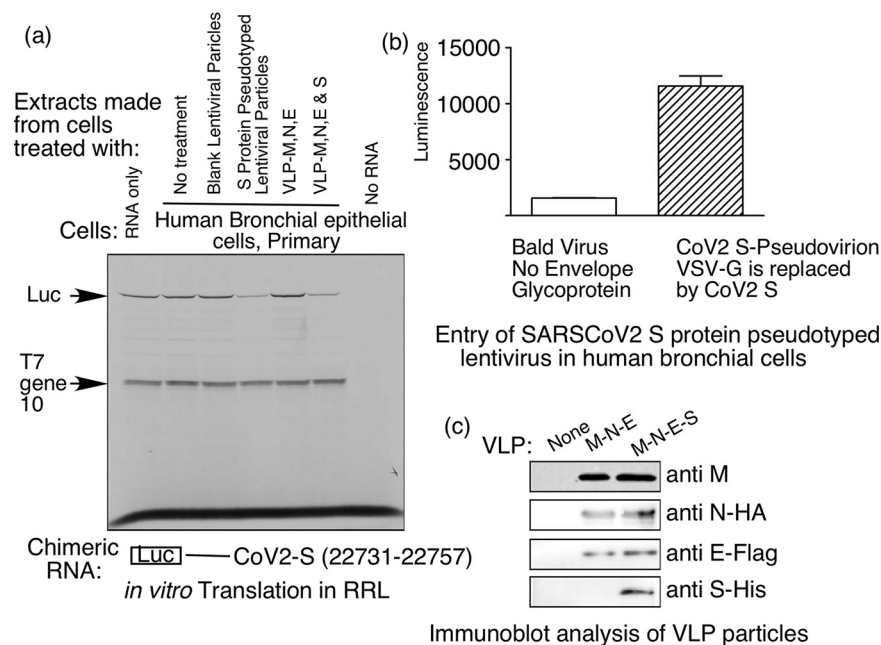 (a)
Extracts made
from cells
treated with:
RNA only
No treatment
Blank Lentiviral Paricles
S Protein Pseudotyped
Lentiviral Particles
VLP-M,N,E
VLP-M,N,E & S
No RNA
Cells:
Human Bronchial epithelial
cells, Primary
Luc
T7
gene
10
Chimeric
RNA:
Luc
CoV2-S (22731-22757)
in vitro Translation in RRL
(b)
Luminescence
15000
10000
5000
Bald Virus
No Envelope
Glycoprotein
CoV2 S-Pseudovirion
VSV-G is replaced
by CoV2 S
Entry of SARSCoV2 S protein pseudotyped
lentivirus in human bronchial cells
(c)
VLP:
None
M-N-E
M-N-E-S
anti M
anti N-HA
anti E-Flag
anti S-His
Immunoblot analysis of VLP particles